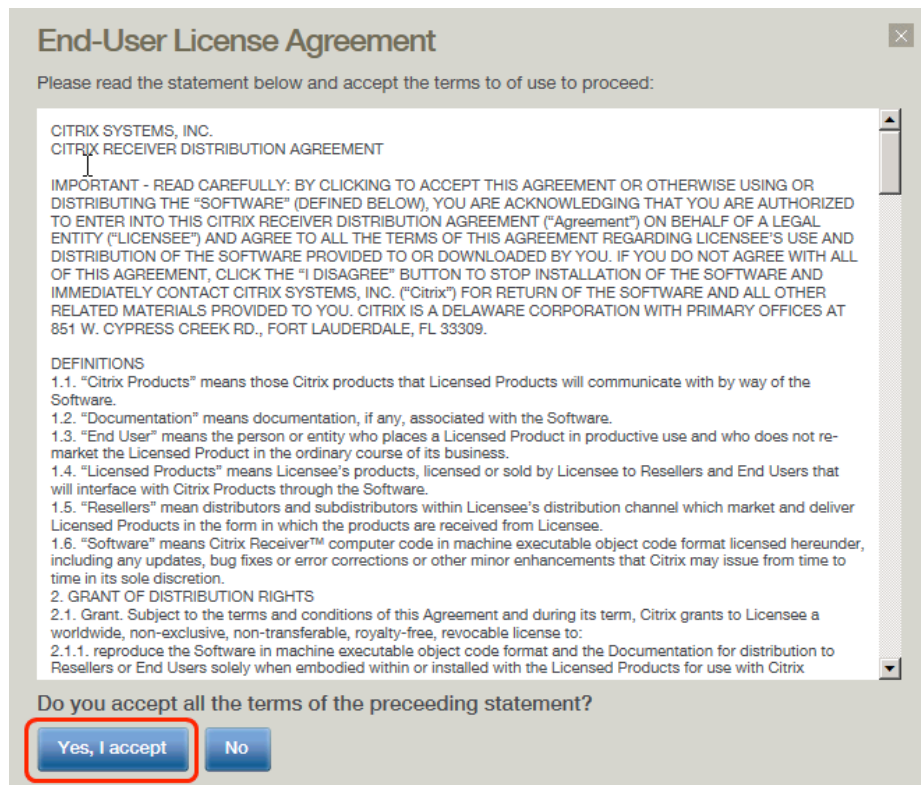 End-User License Agreement
Please read the statement below and accept the terms to of use to proceed:
CITRIX SYSTEMS, INC.
CITRIX RECEIVER DISTRIBUTION AGREEMENT
IMPORTANT - READ CAREFULLY: BY CLICKING TO ACCEPT THIS AGREEMENT OR OTHERWISE USING OR
DISTRIBUTING THE “SOFTWARE” (DEFINED BELOW), YOU ARE ACKNOWLEDGING THAT YOU ARE AUTHORIZED
TO ENTER INTO THIS CITRIX RECEIVER DISTRIBUTION AGREEMENT (“Agreement”) ON BEHALF OF A LEGAL
ENTITY (“LICENSEE”) AND AGREE TO ALL THE TERMS OF THIS AGREEMENT REGARDING LICENSEE’S USE AND
DISTRIBUTION OF THE SOFTWARE PROVIDED TO OR DOWNLOADED BY YOU. IF YOU DO NOT AGREE WITH ALL
OF THIS AGREEMENT, CLICK THE “I DISAGREE” BUTTON TO STOP INSTALLATION OF THE SOFTWARE AND
IMMEDIATELY CONTACT CITRIX SYSTEMS, INC. (“Citrix”) FOR RETURN OF THE SOFTWARE AND ALL OTHER
RELATED MATERIALS PROVIDED TO YOU. CITRIX IS A DELAWARE CORPORATION WITH PRIMARY OFFICES AT
851 W. CYPRESS CREEK RD., FORT LAUDERDALE, FL 33309.
DEFINITIONS
1.1. “Citrix Products” means those Citrix products that Licensed Products will communicate with by way of the
Software.
1.2. “Documentation” means documentation, if any, associated with the Software.
1.3. “End User” means the person or entity who places a Licensed Product in productive use and who does not re-
market the Licensed Product in the ordinary course of its business.
1.4. “Licensed Products” means Licensee’s products, licensed or sold by Licensee to Resellers and End Users that
will interface with Citrix Products through the Software.
1.5. “Resellers” mean distributors and subdistributors within Licensee’s distribution channel which market and deliver
Licensed Products in the form in which the products are received from Licensee.
1.6. “Software” means Citrix Receiver™ computer code in machine executable object code format licensed hereunder,
including any updates, bug fixes or error corrections or other minor enhancements that Citrix may issue from time to
time in its sole discretion.
2. GRANT OF DISTRIBUTION RIGHTS
2.1. Grant. Subject to the terms and conditions of this Agreement and during its term, Citrix grants to Licensee a
worldwide, non-exclusive, non-transferable, royalty-free, revocable license to:
2.1.1. reproduce the Software in machine executable object code format and the Documentation for distribution to
Resellers or End Users solely when embodied within or installed with the Licensed Products for use with Citrix
Do you accept all the terms of the preceeding statement?
Yes, I accept
No